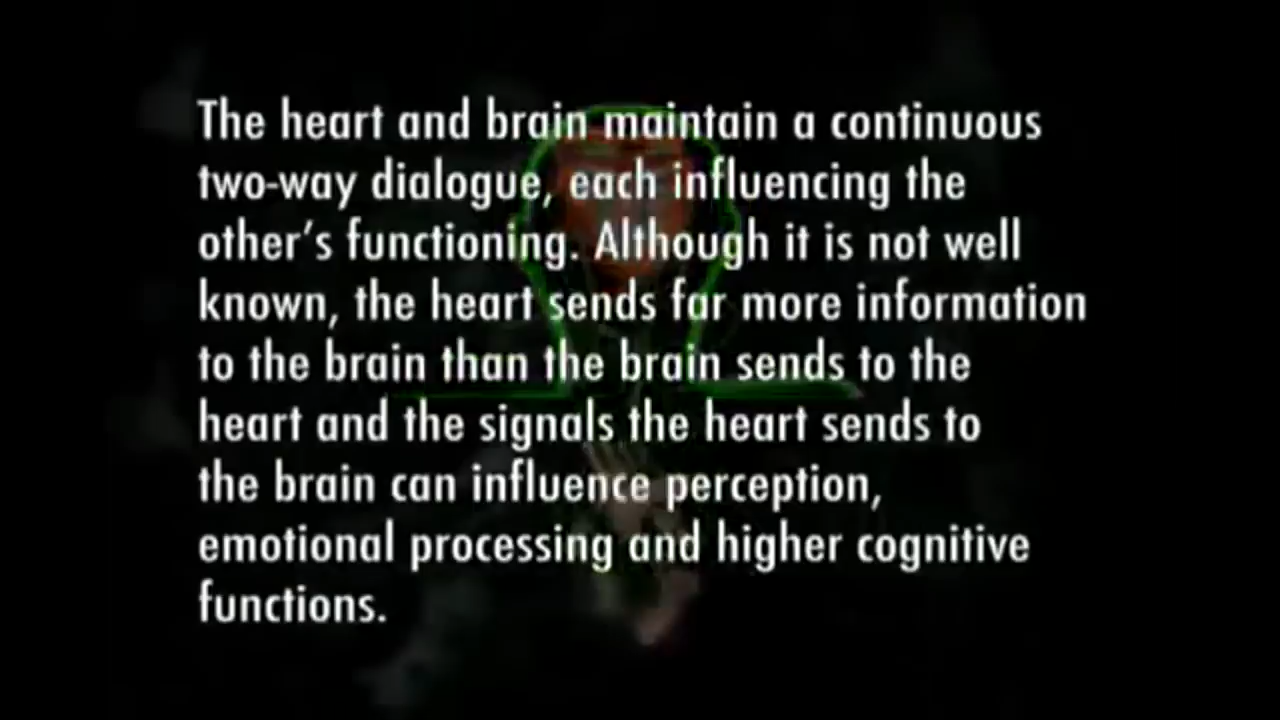 The heart and brain maintain a continuous
two-way dialogue, each influencing the
other’s functioning. Although it is not well
known, the heart sends far more information
to the brain than the brain sends to the
heart and the signals the heart sends to
the brain can influence perception,
emotional processing and higher cognitive
functions.